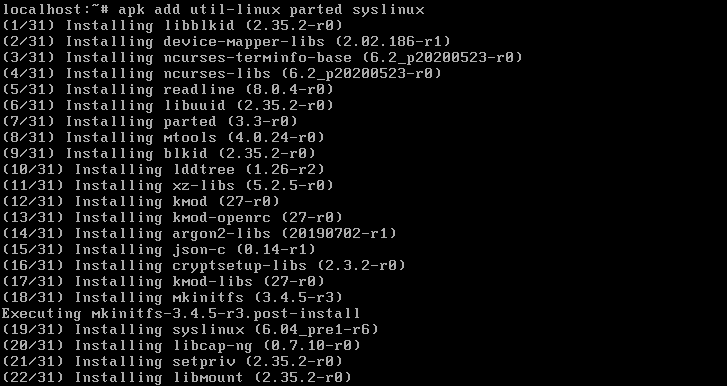 localhost:~# apk add util-linux parted syslinux
(1/31) Installing libblkid (2.35.2-r0)
(2/31) Installing device-mapper-libs (2.02.186-r1)
(3/31) Installing ncurses-terminfo-base (6.2_p20200523-r0)
(4/31) Installing ncurses-libs (6.2_p20200523-r0)
(5/31) Installing readline (8.0.4-r0)
(6/31) Installing libuuid (2.35.2-r0)
(7/31) Installing parted (3.3-r0)
(8/31) Installing mtools (4.0.24-r0)
(9/31) Installing blkid (2.35.2-r0)
(10/31) Installing lddtree (1.26-r2)
(11/31) Installing xz-libs (5.2.5-r0)
(12/31) Installing kmod (27-r0)
(13/31) Installing kmod-openrc (27-r0)
(14/31) Installing argon2-libs (20190702-r1)
(15/31) Installing json-c (0.14-r1)
(16/31) Installing cryptsetup-libs (2.3.2-r0)
(17/31) Installing kmod-libs (27-r0)
(18/31) Installing mkinitfs (3.4.5-r3)
Executing mkinitfs-3.4.5-r3.post-install
(19/31) Installing syslinux (6.04_pre1-r6)
(20/31) Installing libcap-ng (0.7.10-r0)
(21/31) Installing setpriv (2.35.2-r0)
(22/31) Installing libmount (2.35.2-r0)